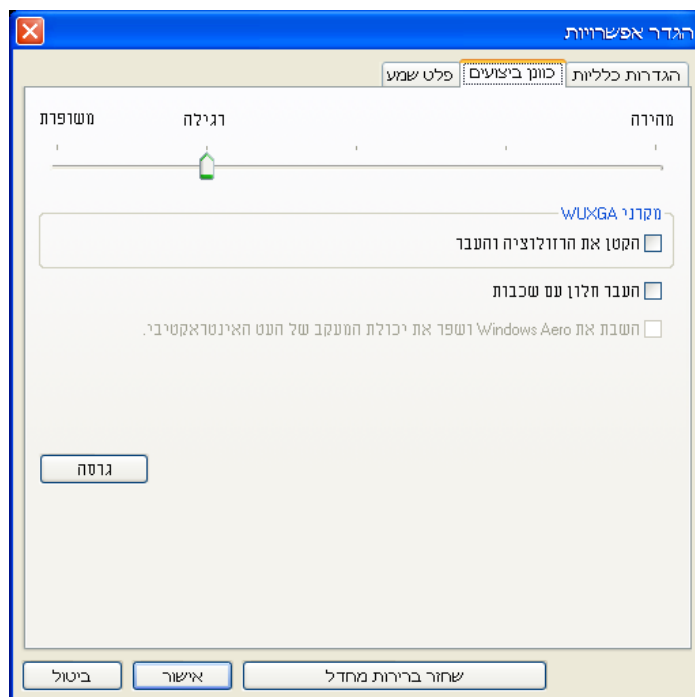 הגדר אפשרויות
הגדרות כלליות כוונן ביצועים פלט שמע
מהירה רגילה משופרת
מקרני WUXGA
הקטן את הרזולוציה והעבר
העבר חלון עם שכבות
השבת את Windows Aero ושפר את יכולת המעקב של העט האינטראקטיבי.
גרסה
שחזר ברירות מחדל אישור ביטול